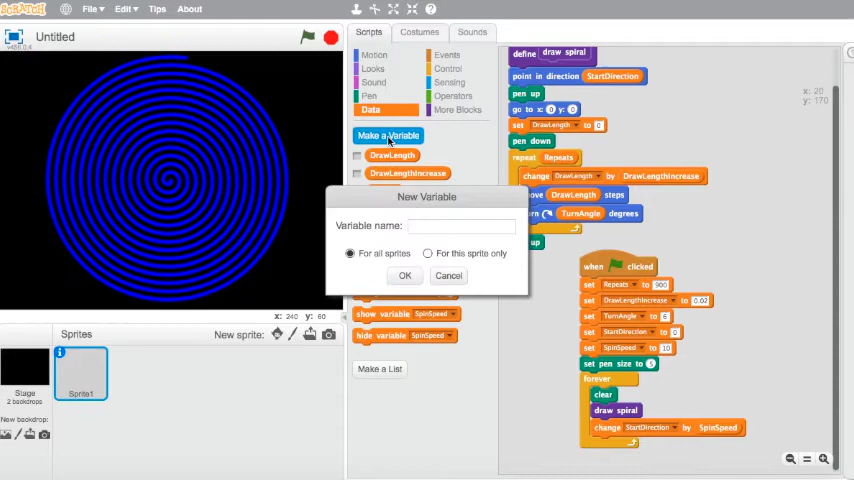 SCRATCH File Edit Tips About
Untitled
v456.0.4
x: 240 y: 60
Sprites New sprite:
Sprite1
Stage
2 backdrops
New backdrop:
Scripts Costumes Sounds
Motion Events
Looks Control
Sound Sensing
Pen Operators
Data More Blocks
Make a Variable
DrawLength
DrawLengthIncrease
New Variable
Variable name:
For all sprites For this sprite only
OK Cancel
show variable SpinSpeed
hide variable SpinSpeed
Make a List
define draw spiral
point in direction StartDirection
pen up
go to x: 0 y: 0
set DrawLength to 0
pen down
repeat Repeats
change DrawLength by DrawLengthIncrease
DrawLength steps
TurnAngle degrees
up
when clicked
set Repeats to 900
set DrawLengthIncrease to 0.02
set TurnAngle to 6
set StartDirection to 0
set SpinSpeed to 10
set pen size to 5
forever
clear
draw spiral
change StartDirection by SpinSpeed
x: 20
y: 170